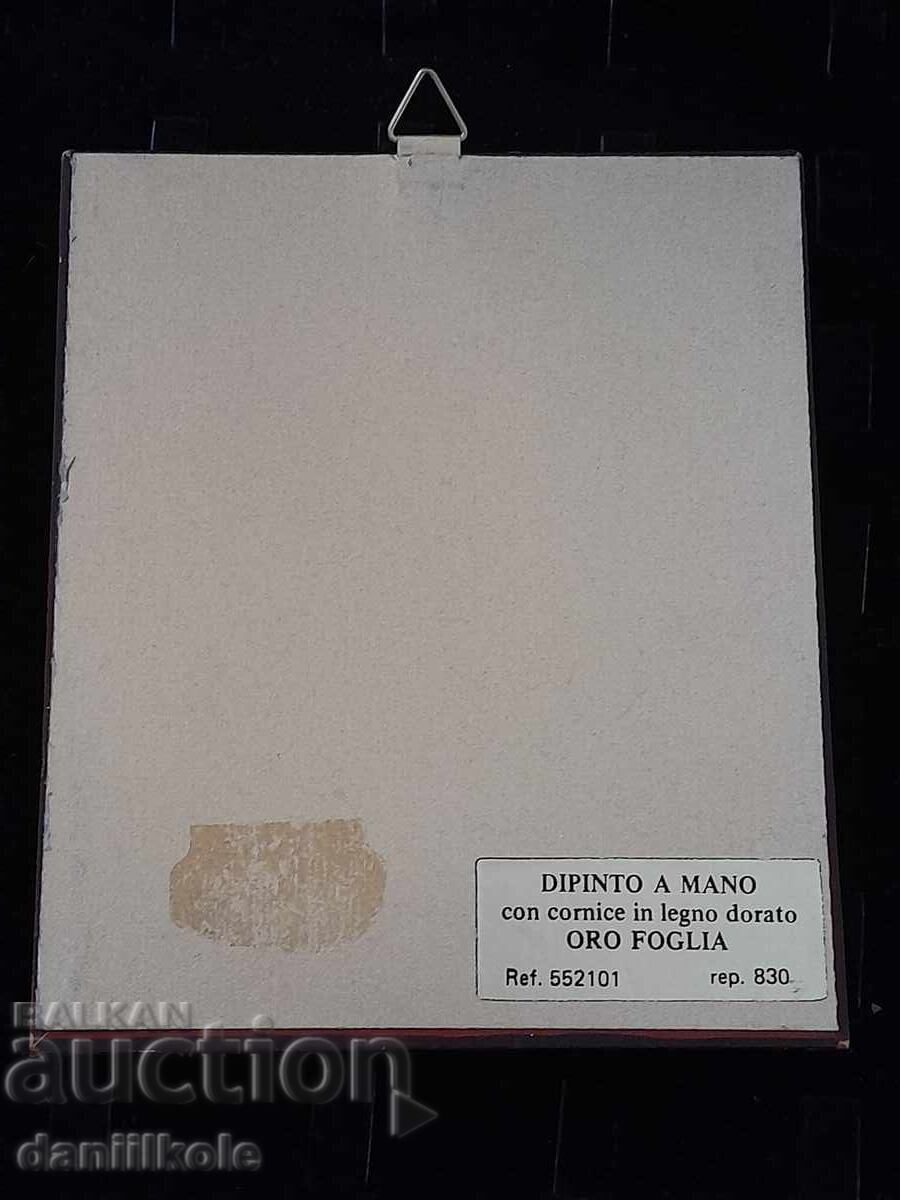 DIPINTO A MANO
con cornice in legno dorato
ORO FOGLIA
Ref. 552101 rep. 830
BALKAN
auction
daniilkole